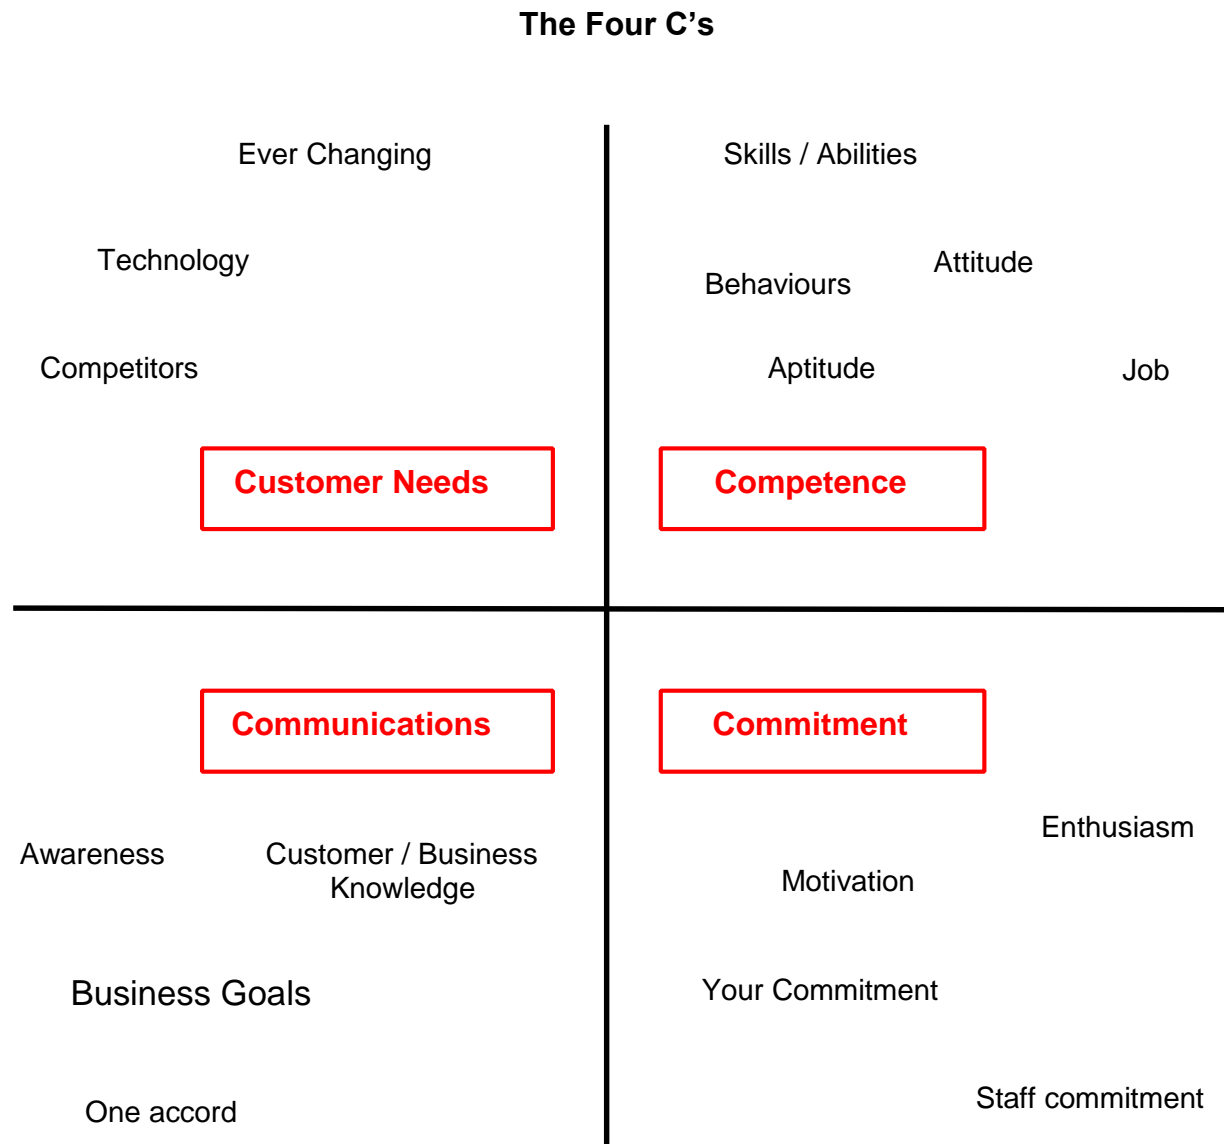 The Four C’s
Ever Changing
Technology
Competitors
Customer Needs
Skills / Abilities
Behaviours
Attitude
Aptitude
Job
Competence
Communications
Awareness
Customer / Business
Knowledge
Business Goals
One accord
Commitment
Enthusiasm
Motivation
Your Commitment
Staff commitment